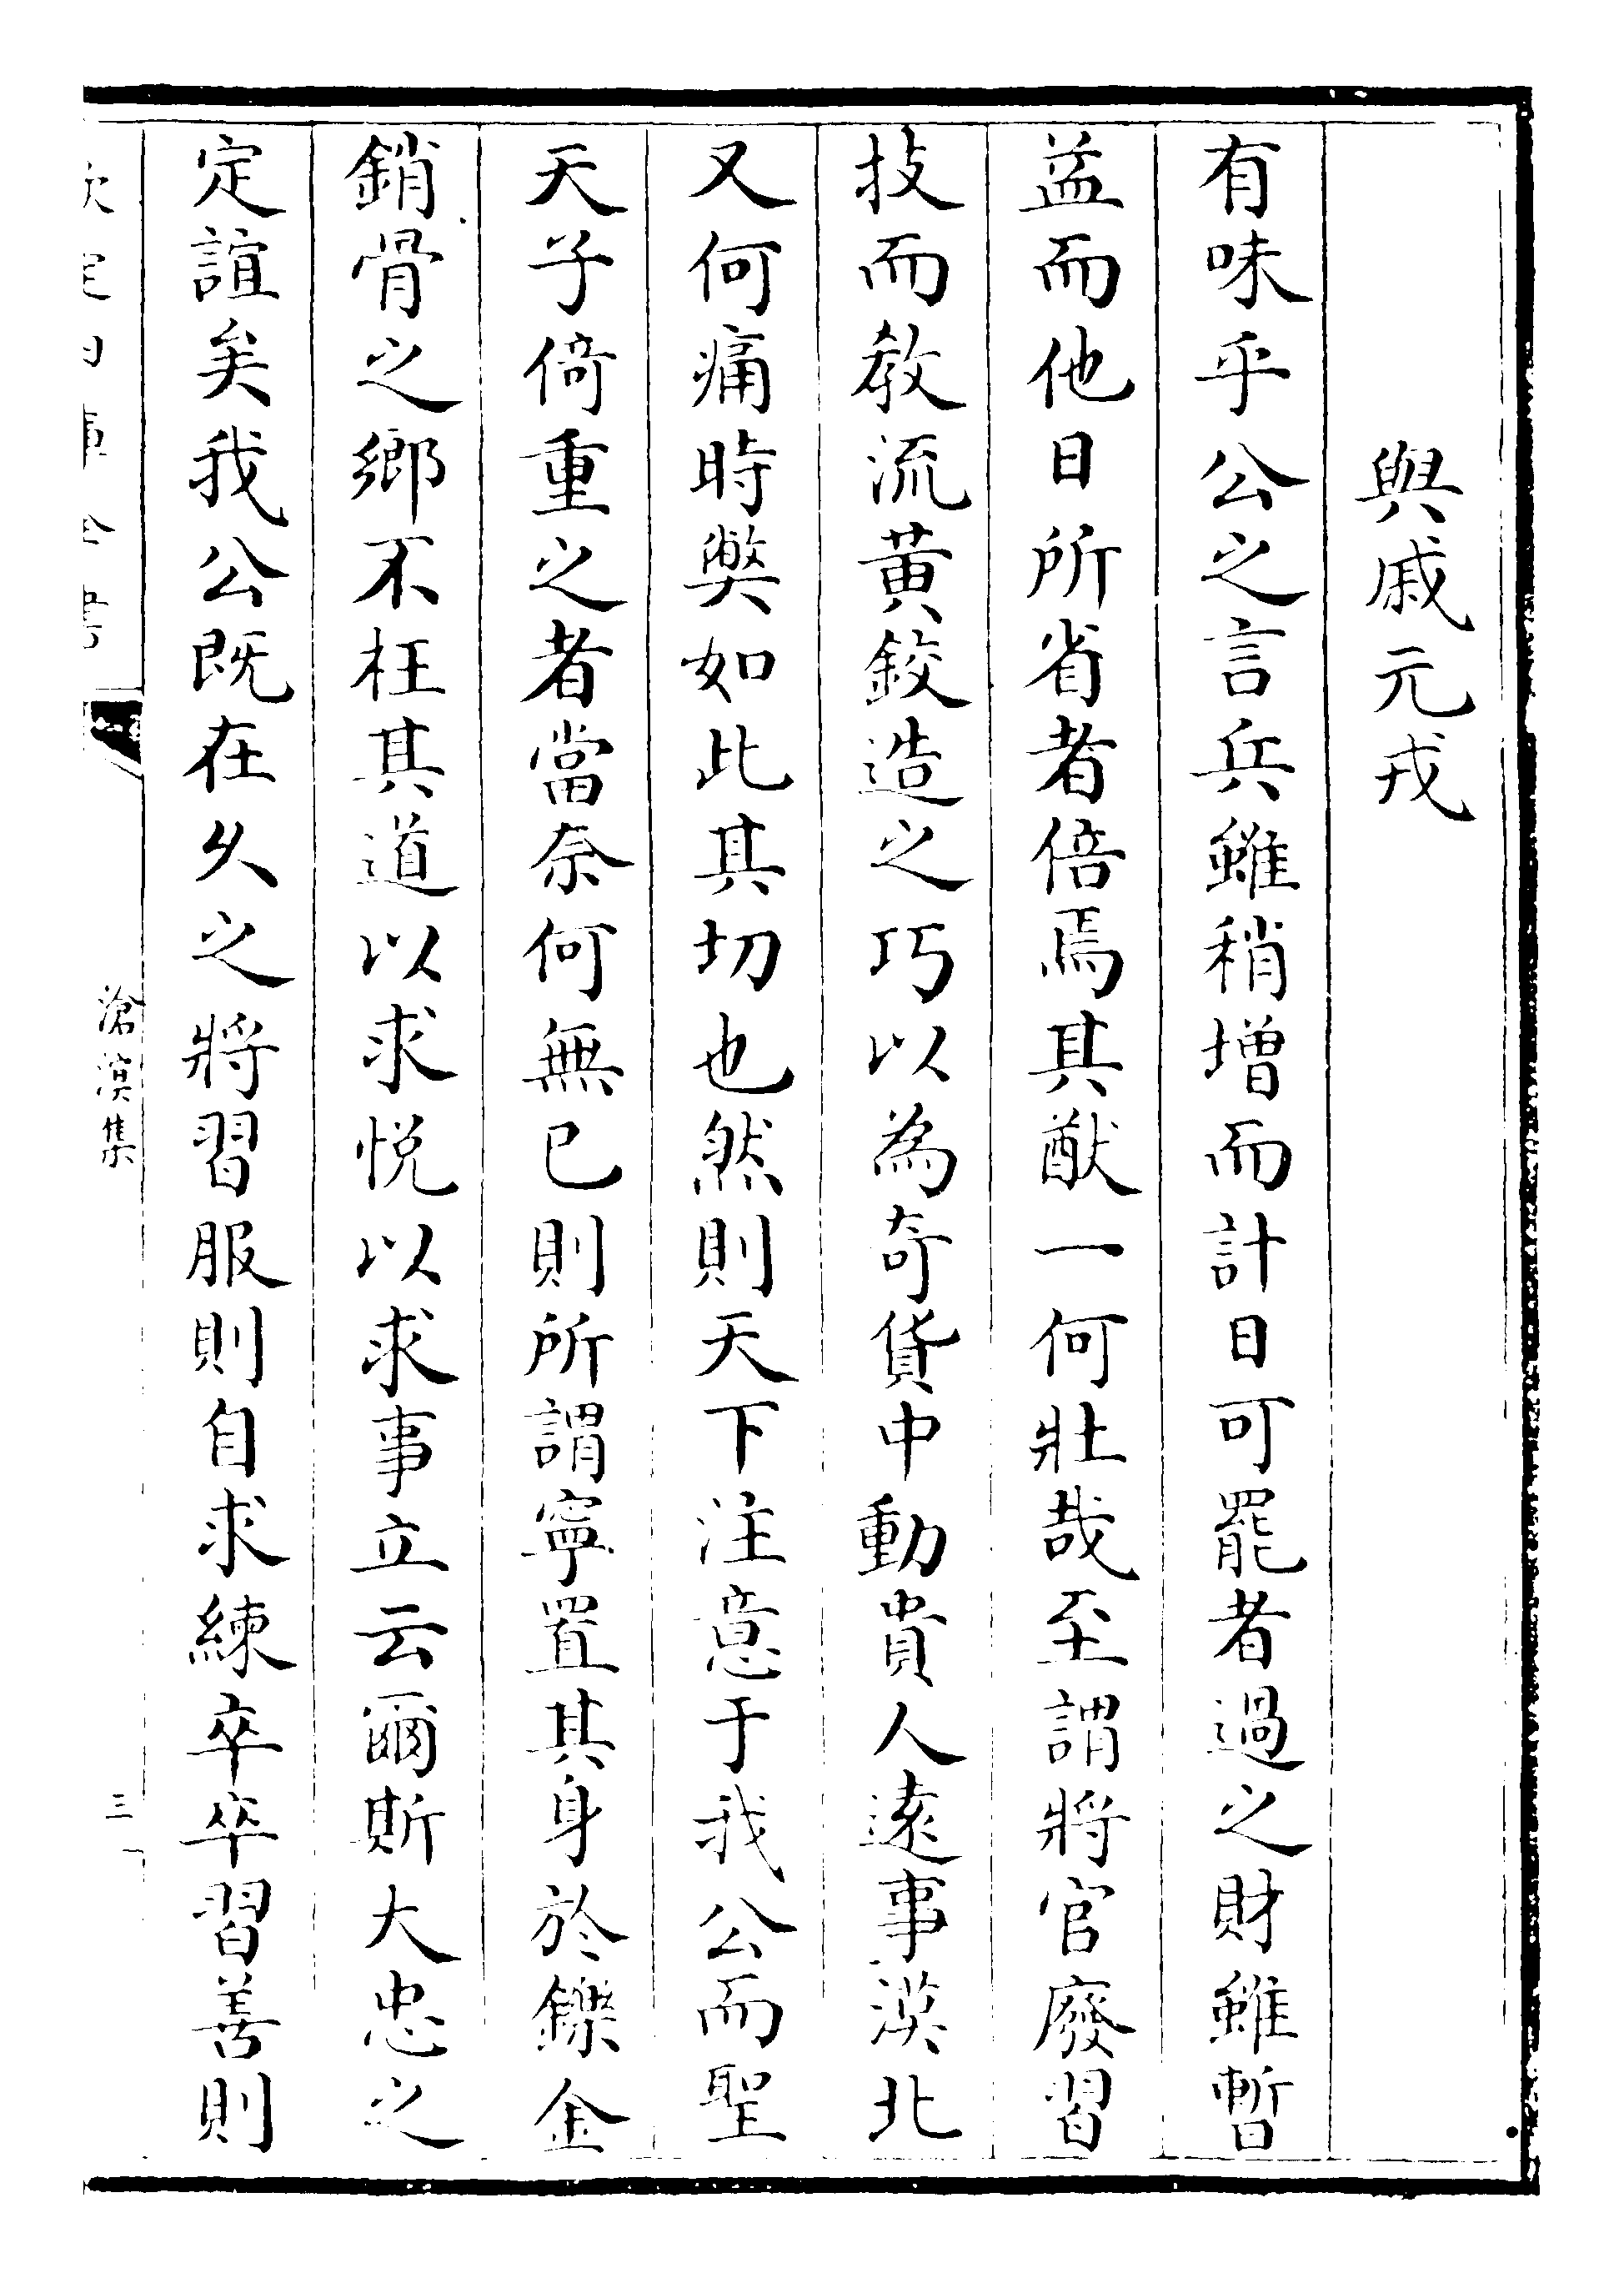 與戚元戎
有味乎公之言兵雖稍增而計日可罷者過之財雖暫
益而他日所省者倍焉其猷一何壯哉至謂將官廢習
技而教流黄鉸造之巧以為奇貨中動貴人遠事漠北
又何痛時獘如此其切也然則天下注意于我公而聖
天子倚重之者當奈何無已則所謂寧置其身於鑠金
銷骨之鄉不枉其道以求悦以求事立云爾斯大忠之
定誼矣我公既在久之將習服則自求練卒卒習善則
欽定四庫全書
滄溟集
三